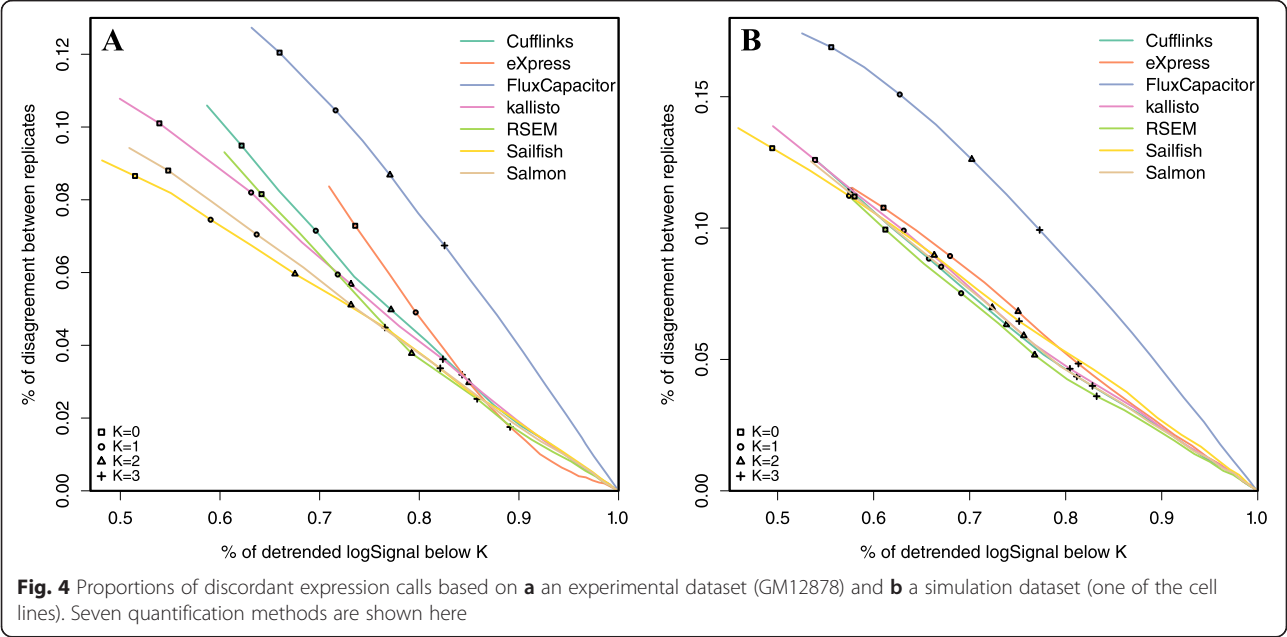 A
% of disagreement between replicates
0.00
0.02
0.04
0.06
0.08
0.10
0.12
Cufflinks
eXpress
FluxCapacitor
kallisto
RSEM
Sailfish
Salmon
K=0
K=1
K=2
K=3
0.5 0.6 0.7 0.8 0.9 1.0
% of detrended logSignal below K
B
% of disagreement between replicates
0.00
0.05
0.10
0.15
Cufflinks
eXpress
FluxCapacitor
kallisto
RSEM
Sailfish
Salmon
K=0
K=1
K=2
K=3
0.5 0.6 0.7 0.8 0.9 1.0
% of detrended logSignal below K
Fig. 4 Proportions of discordant expression calls based on a an experimental dataset (GM12878) and b a simulation dataset (one of the cell
lines). Seven quantification methods are shown here